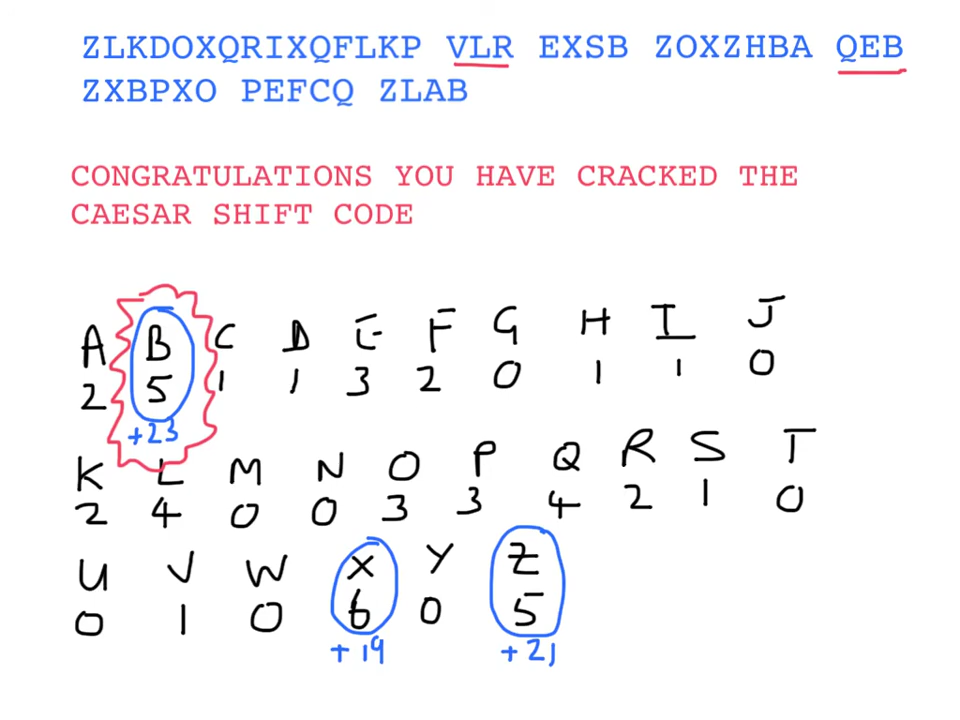 ZLKDOXQRIXQFLKP VLR EXSB ZOXZHBA QEB
ZXBPXO PEFCQ ZLAB
CONGRATULATIONS YOU HAVE CRACKED THE
CAESAR SHIFT CODE
A B C D E F G H I J
2 5 1 1 3 2 0 1 1 0
+23
K L M N O P Q R S T
2 4 0 0 3 3 4 2 1 0
U V W X Y Z
0 1 0 6 0 5
+19 +21